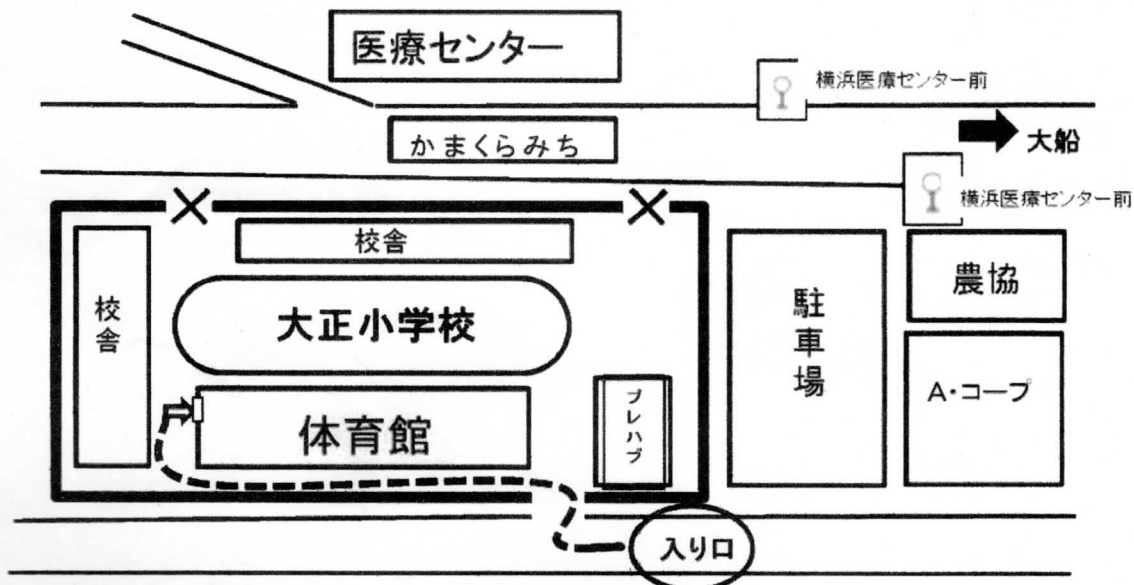 医療センター
横浜医療センター前
かまくらみち
大船
横浜医療センター前
校舎
校舎
大正小学校
駐車場
農協
A・コープ
体育館
プレハブ
入り口